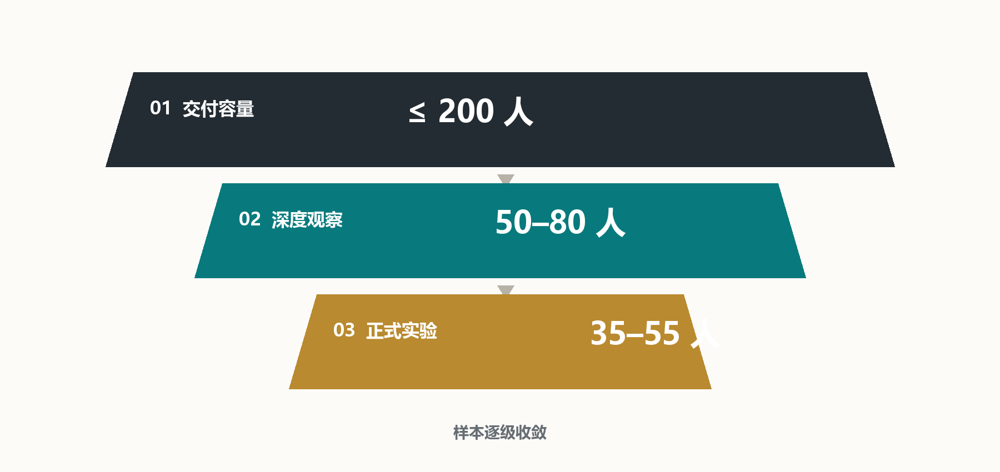 01 交付容量 ≤ 200 人
02 深度观察 50–80 人
03 正式实验 35–55 人
样本逐级收敛